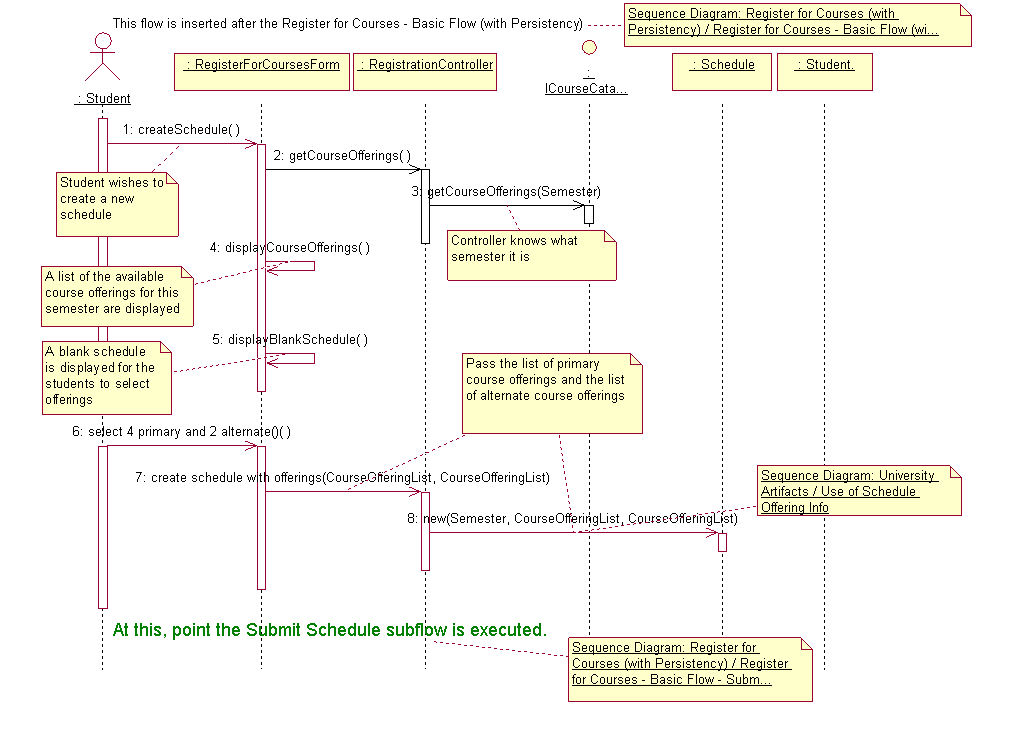 This flow is inserted after the Register for Courses - Basic Flow (with Persistency)
Sequence Diagram: Register for Courses (with
Persistency) / Register for Courses - Basic Flow (wi...
: Student
: RegisterForCoursesForm
: RegistrationController
:
ICourseCata...
: Schedule
: Student.
1: createSchedule( )
2: getCourseOfferings( )
3: getCourseOfferings(Semester)
Student wishes to
create a new
schedule
Controller knows what
semester it is
4: displayCourseOfferings( )
A list of the available
course offerings for this
semester are displayed
5: displayBlankSchedule( )
A blank schedule
is displayed for the
students to select
offerings
Pass the list of primary
course offerings and the list
of alternate course offerings
6: select 4 primary and 2 alternate()( )
7: create schedule with offerings(CourseOfferingList, CourseOfferingList)
Sequence Diagram: University
Artifacts / Use of Schedule
Offering Info
8: new(Semester, CourseOfferingList, CourseOfferingList)
At this, point the Submit Schedule subflow is executed.
Sequence Diagram: Register for
Courses (with Persistency) / Register
for Courses - Basic Flow - Subm...